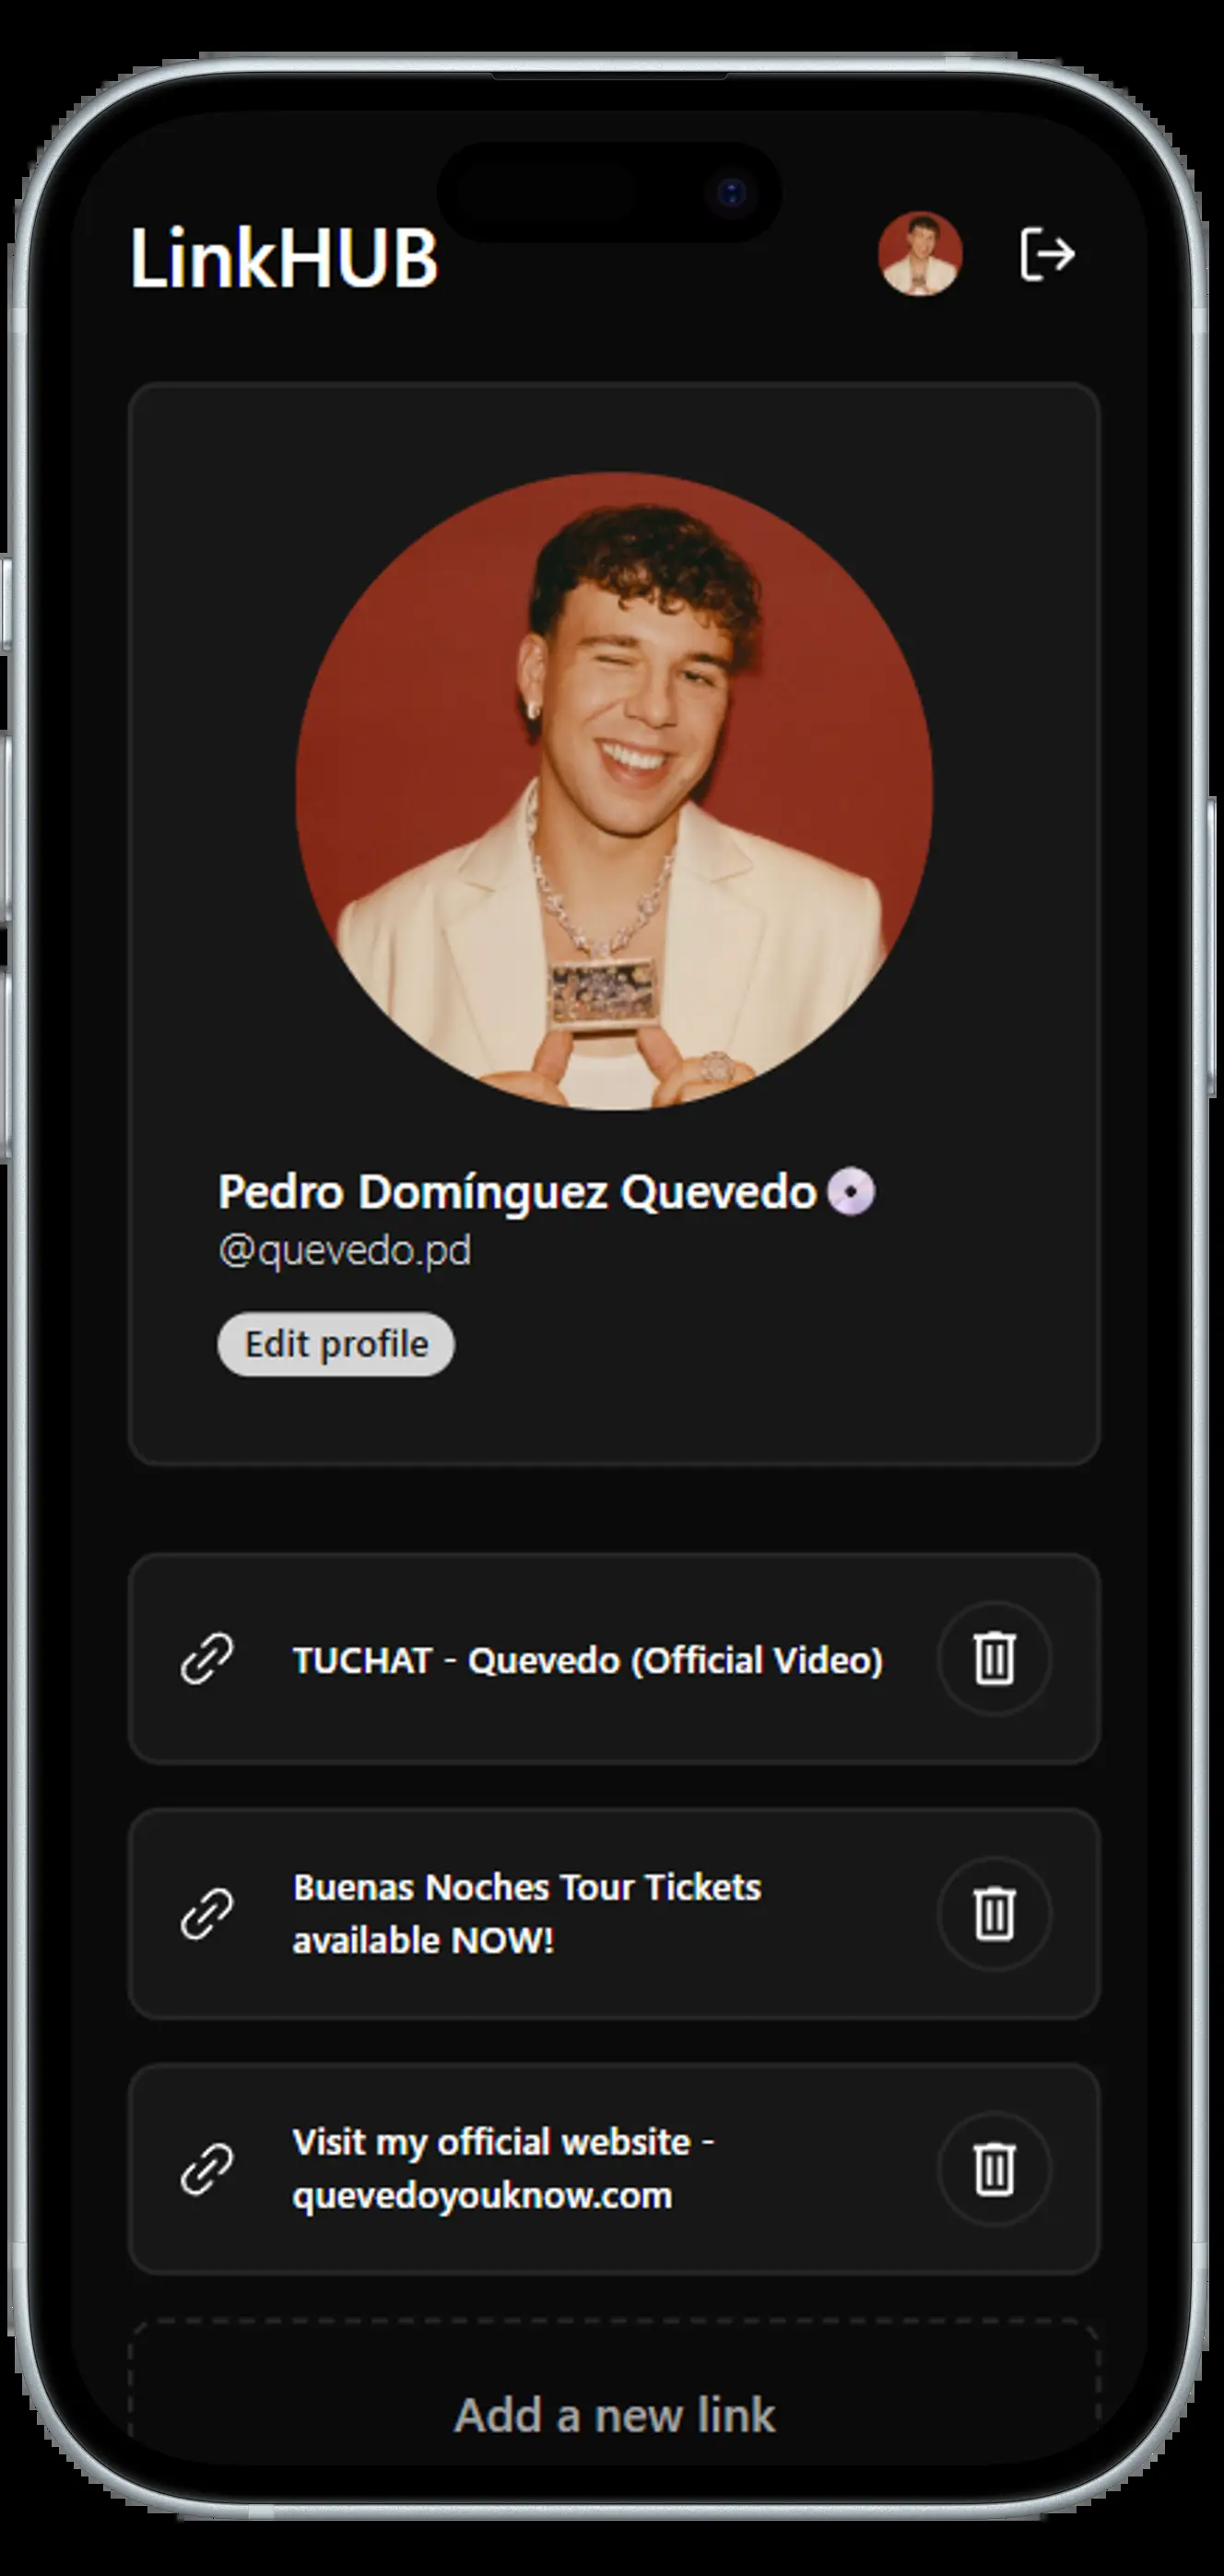 LinkHUB
Pedro Domínguez Quevedo
@quevedo.pd
Edit profile
TUCHAT - Quevedo (Official Video)
Buenas Noches Tour Tickets
available NOW!
Visit my official website -
quevedoyouknow.com
Add a new link